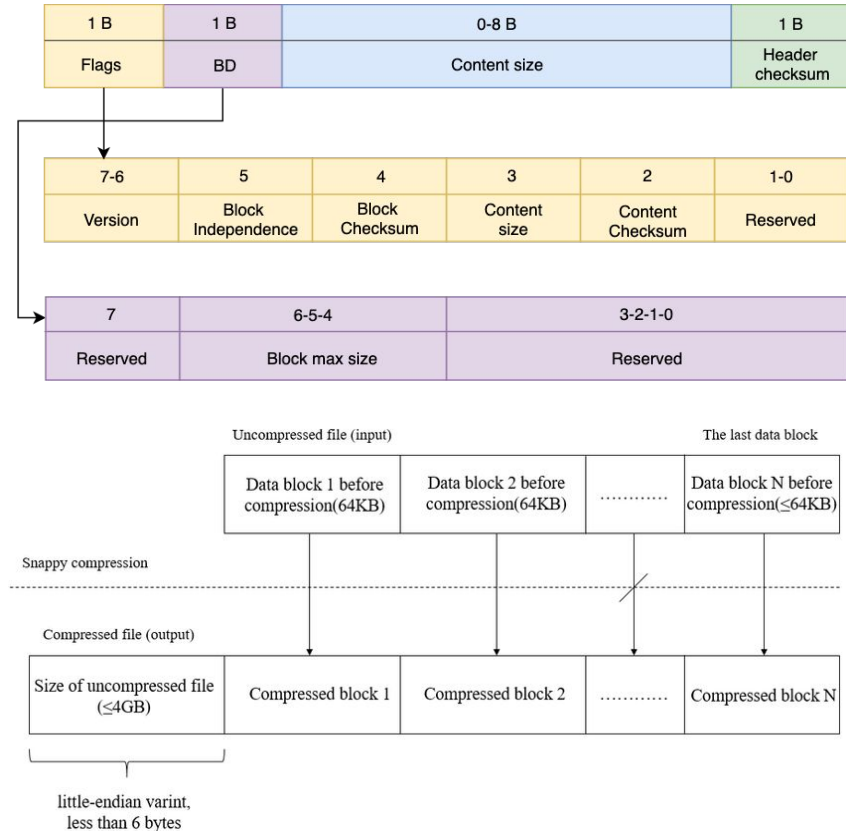 1 B 1 B 0-8 B 1 B
Flags BD Content size Header
checksum
7-6 5 4 3 2 1-0
Version Block
Independence Block
Checksum Content
size Content
Checksum Reserved
7 6-5-4 3-2-1-0
Reserved Block max size Reserved
Uncompressed file (input) The last data block
Data block 1 before
compression(64KB)
Data block 2 before
compression(64KB)
............
Data block N before
compression(≤64KB)
Snappy compression
Compressed file (output)
Size of uncompressed file
(≤4GB)
Compressed block 1
Compressed block 2
............
Compressed block N
little-endian varint,
less than 6 bytes